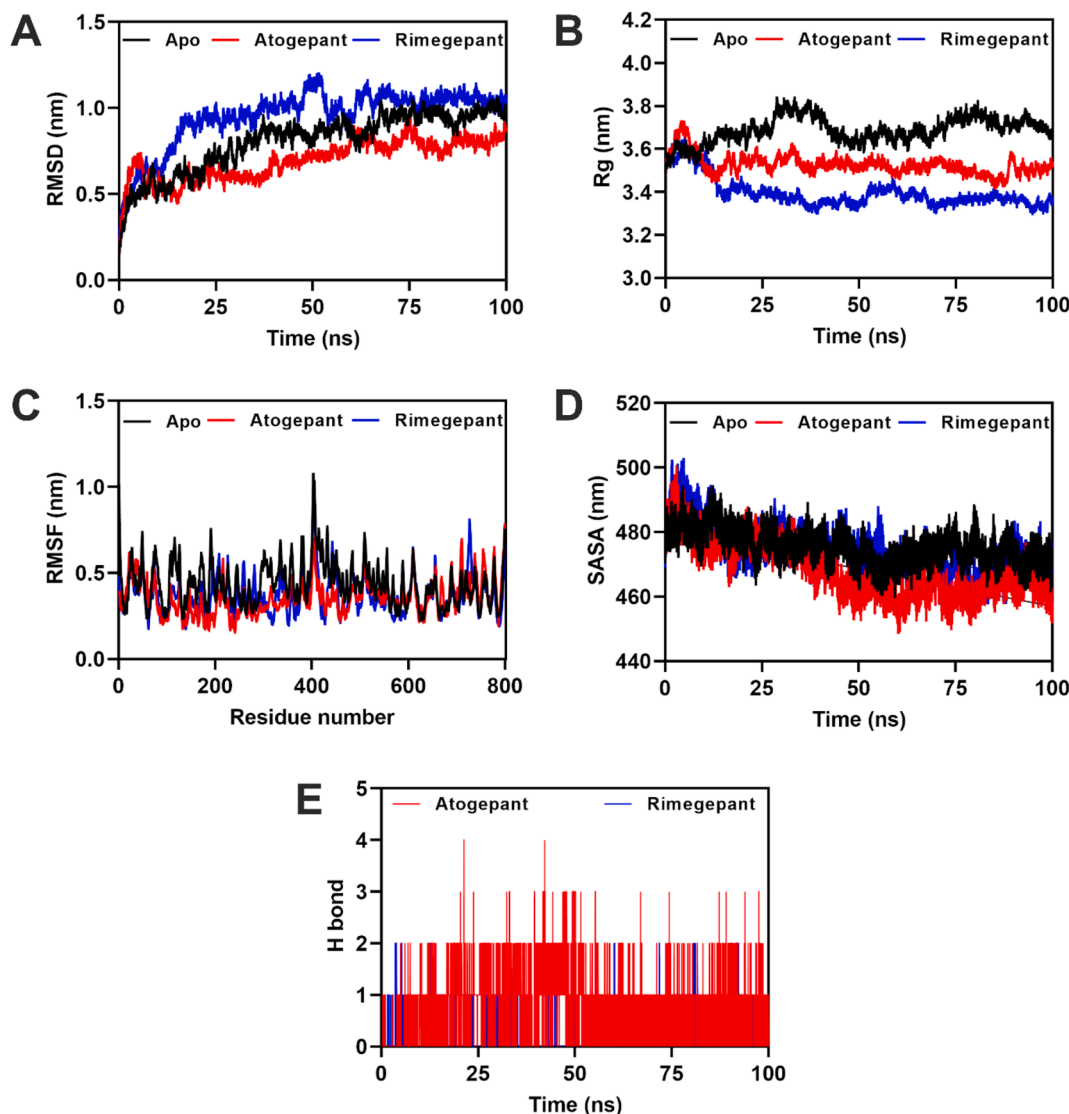 A
Apo Atogepant Rimegepant
RMSD (nm)
1.5
1.0
0.5
0.0
0 25 50 75 100
Time (ns)
B
Apo Atogepant Rimegepant
Rg (nm)
4.2
4.0
3.8
3.6
3.4
3.2
3.0
0 25 50 75 100
Time (ns)
C
Apo Atogepant Rimegepant
RMSF (nm)
1.5
1.0
0.5
0.0
0 200 400 600 800
Residue number
D
Apo Atogepant Rimegepant
SASA (nm)
520
500
480
460
440
0 25 50 75 100
Time (ns)
E
Atogepant Rimegepant
H bond
5
4
3
2
1
0
0 25 50 75 100
Time (ns)